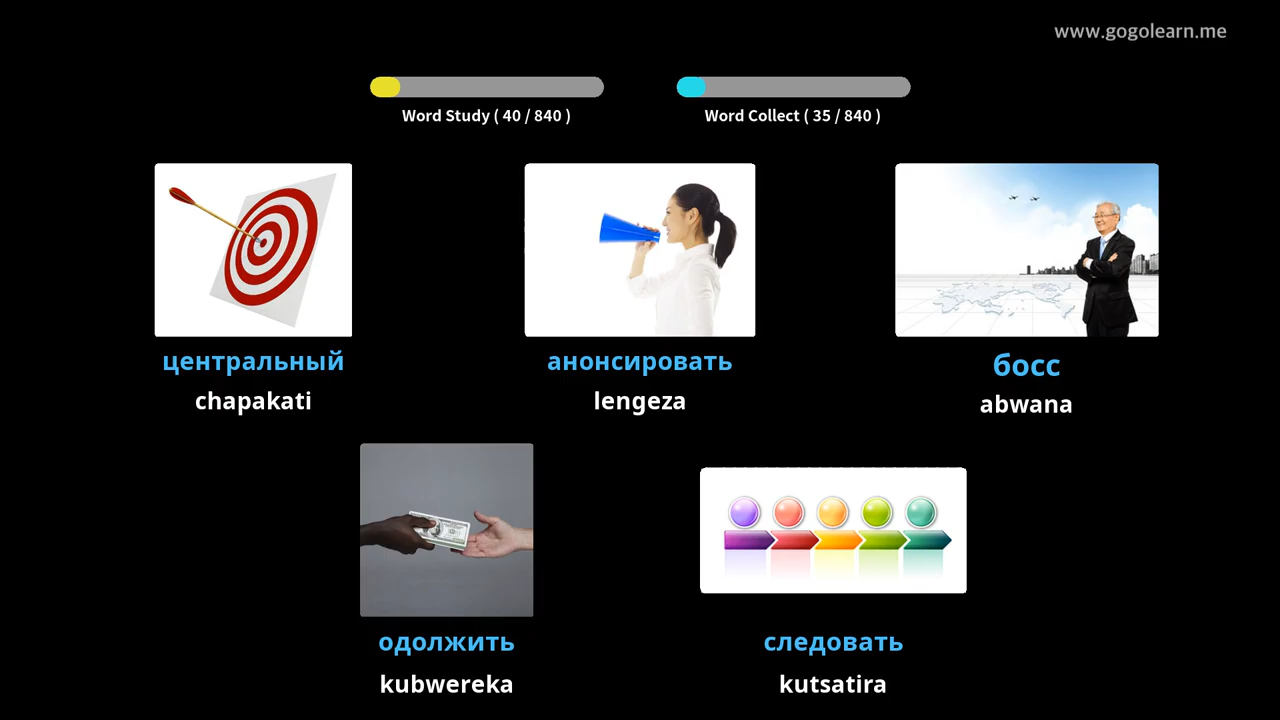 www.gogolearn.me
Word Study ( 40 / 840 )
Word Collect ( 35 / 840 )
центральный
chapakati
анонсировать
lengeza
босс
abwana
одолжить
kubwereka
следовать
kutsatira